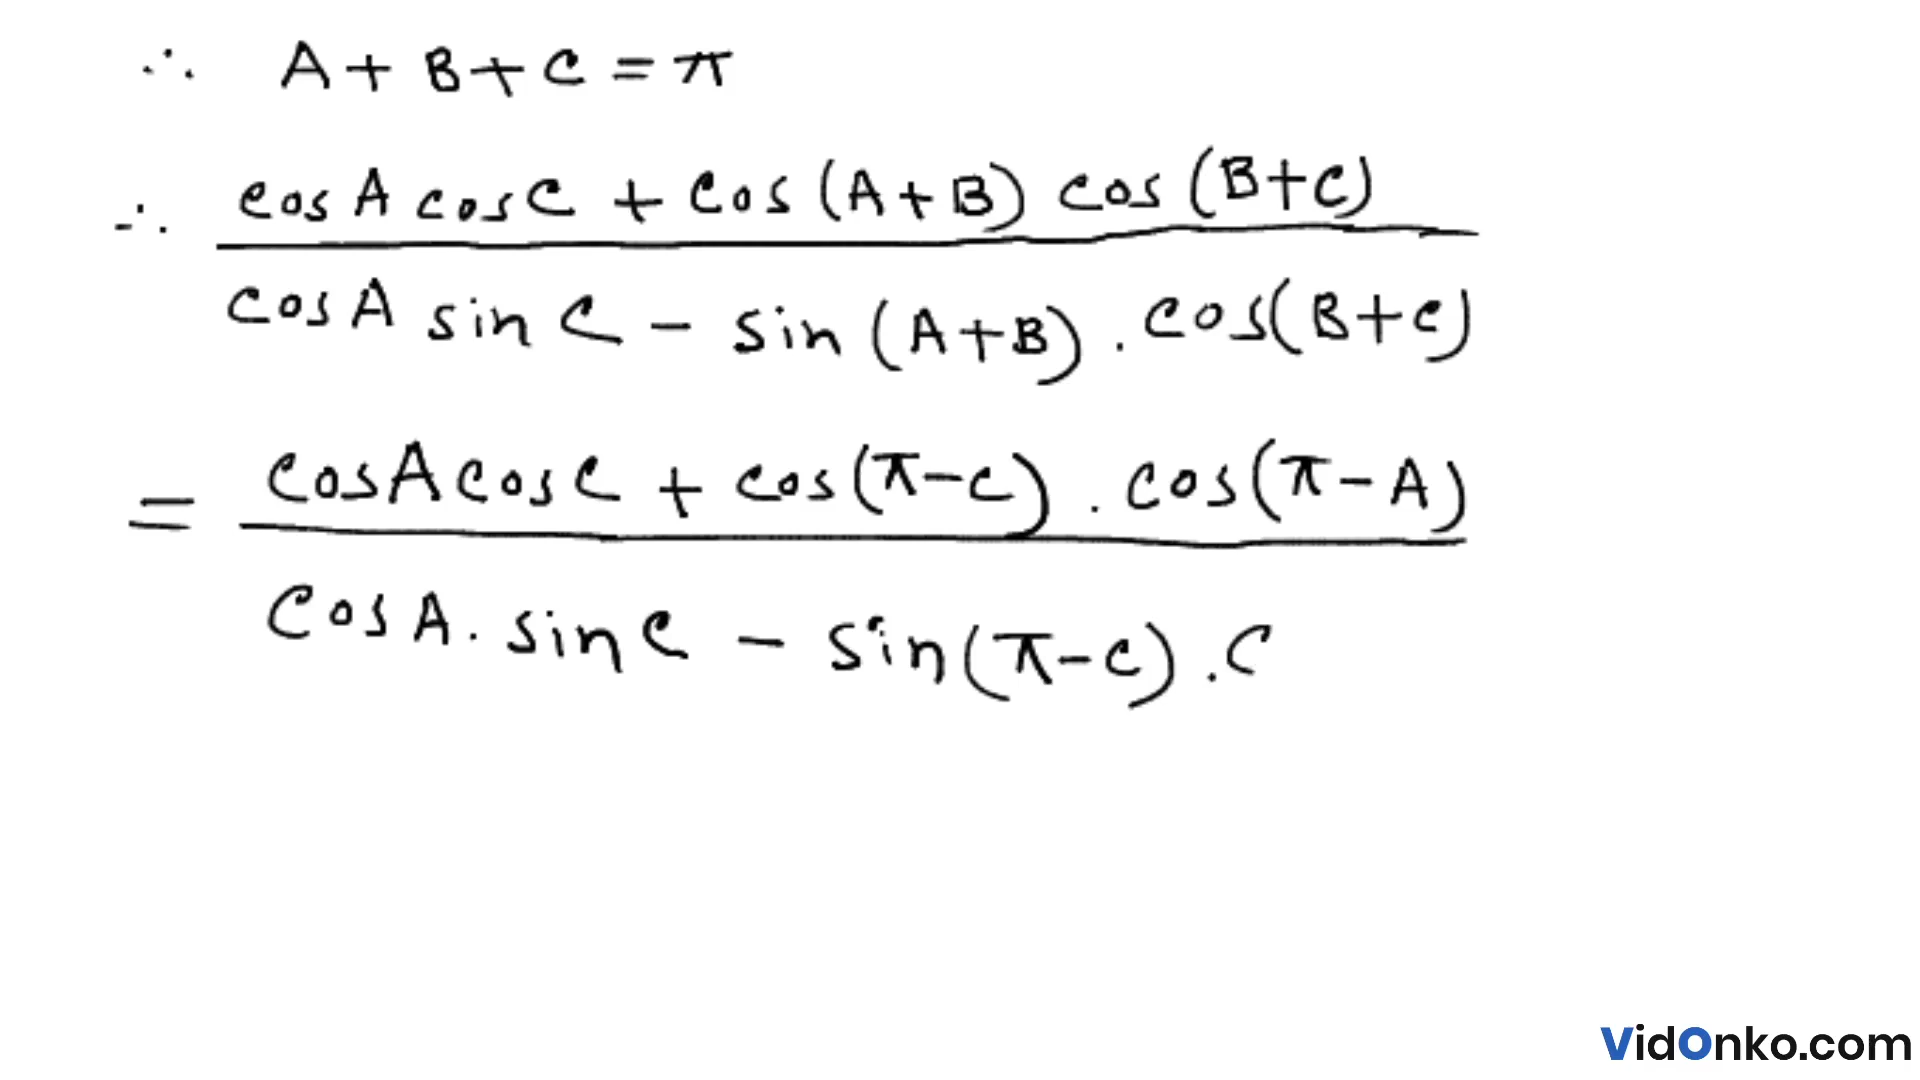 ∴ A + B + C = π
∴ cos A cos C + cos (A + B) cos (B + C)
cos A sin C − sin (A + B) . cos (B + C)
= cos A cos C + cos (π − C) . cos (π − A)
cos A . sin C − sin (π − C) . C
VidOnko.com